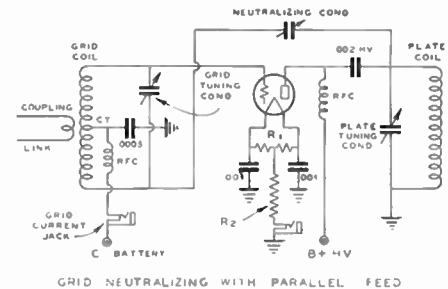 NEUTRALIZING COND
GRID
COIL
.002 HV
PLATE
COIL
GRID
TUNING
COND
COUPLING
LINK
CT
.0005
RFC
RFC
R1
PLATE
TUNING
COND
.001
.001
GRID
CURRENT
JACK
R2
C BATTERY
B+ HV
GRID NEUTRALIZING WITH PARALLEL FEED